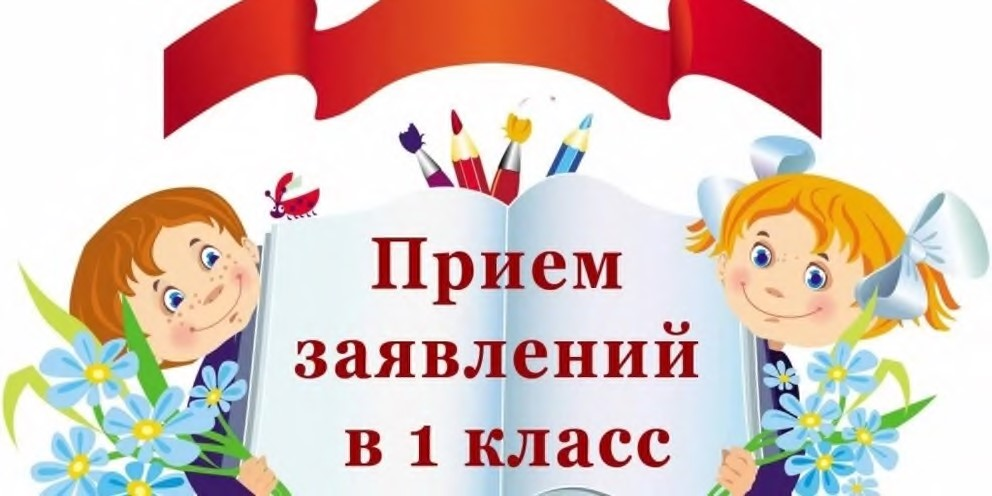 Прием
заявлений
в 1 класс